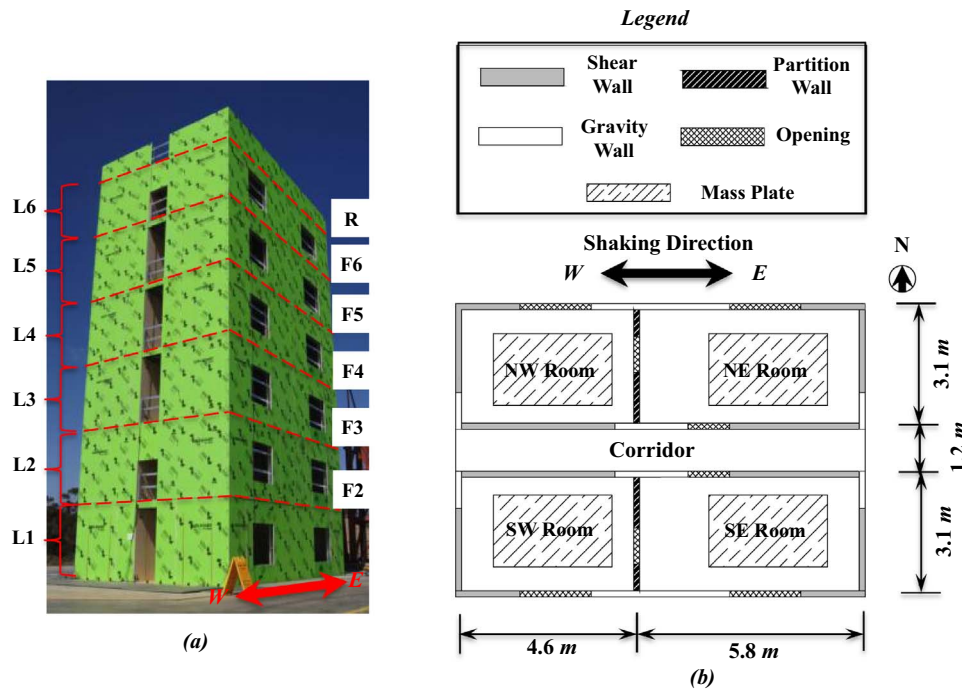 Legend
Shear
Wall
Partition
Wall
Gravity
Wall
Opening
Mass Plate
L6
L5
L4
L3
L2
L1
R
F6
F5
F4
F3
F2
W
E
(a)
Shaking Direction
W
E
N
NW Room
NE Room
Corridor
SW Room
SE Room
3.1 m
1.2 m
3.1 m
4.6 m
5.8 m
(b)